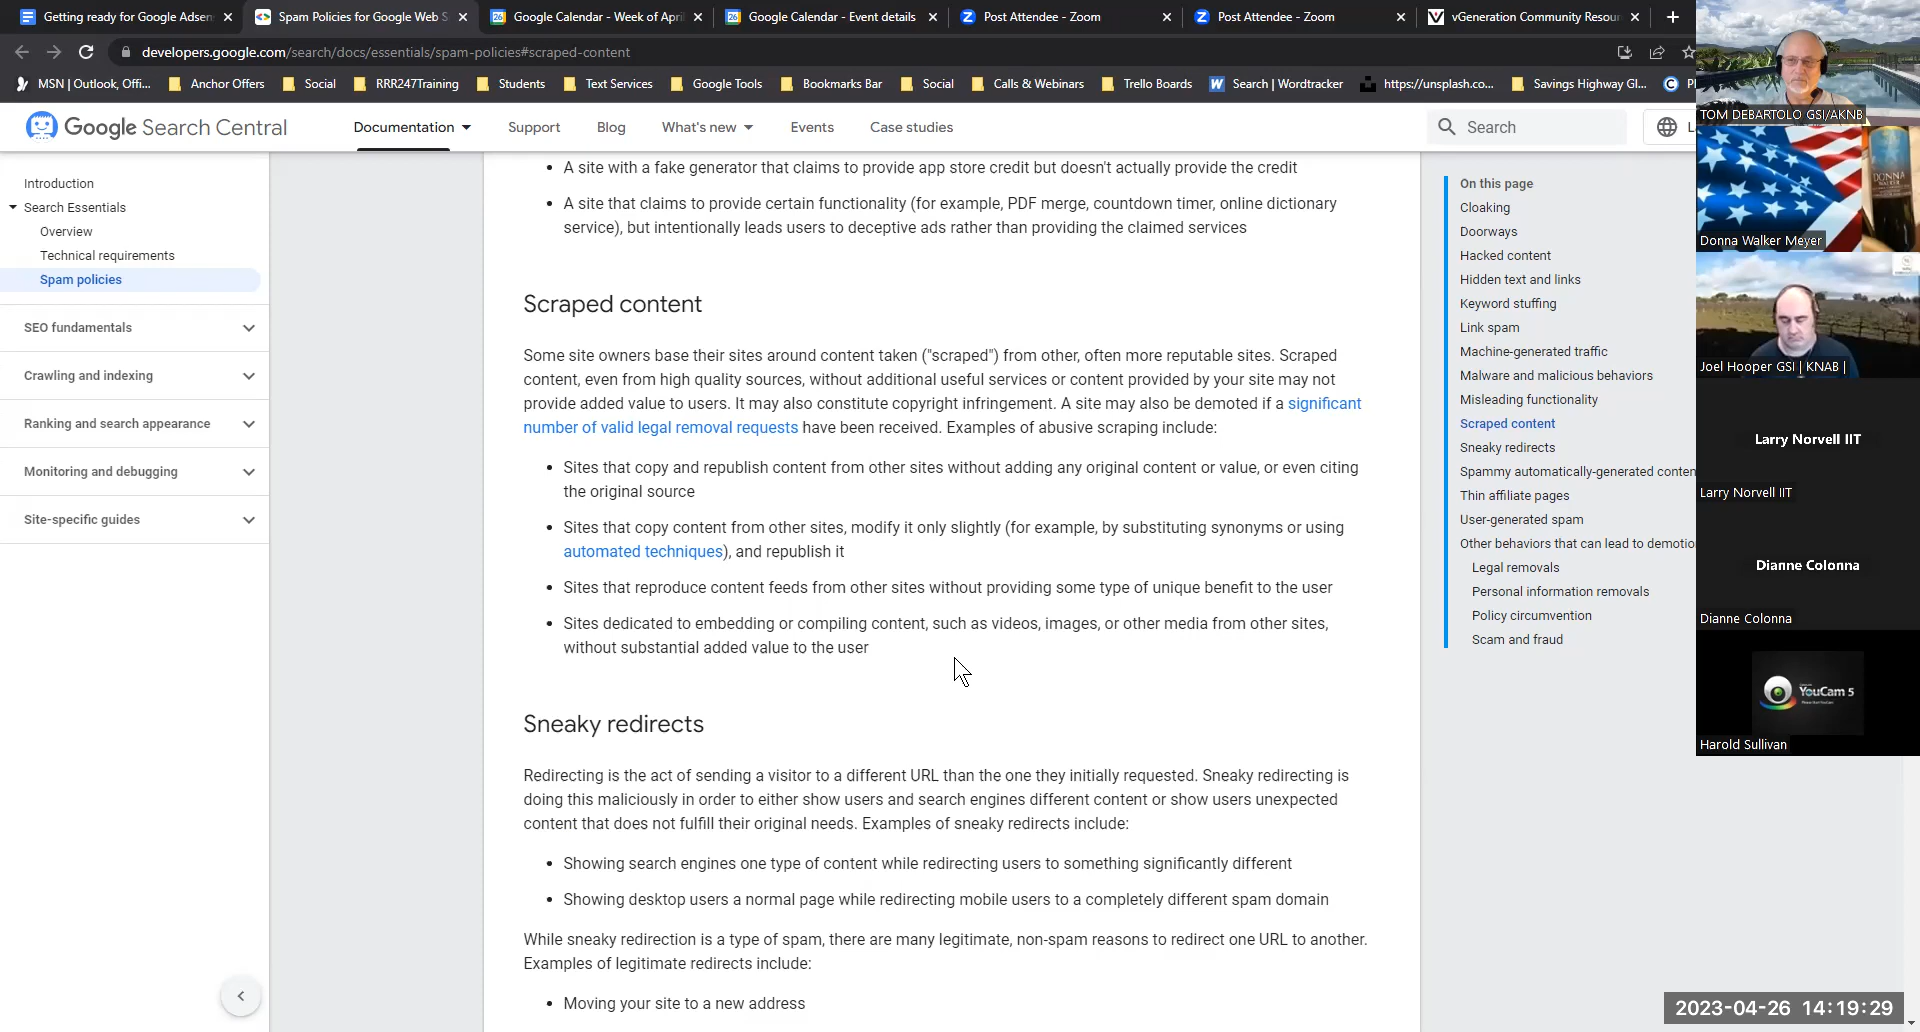 Getting ready for Google Adsen
Spam Policies for Google Web S
Google Calendar - Week of April
Google Calendar - Event details
Post Attendee - Zoom
Post Attendee - Zoom
vGeneration Community Resour
developers.google.com/search/docs/essentials/spam-policies#scraped-content
MSN | Outlook, Offi...
Anchor Offers
Social
RRR247Training
Students
Text Services
Google Tools
Bookmarks Bar
Social
Calls & Webinars
Trello Boards
Search | Wordtracker
https://unsplash.co...
Savings Highway Gl...
Google Search Central
Documentation
Support
Blog
What's new
Events
Case studies
Search
Introduction
Search Essentials
Overview
Technical requirements
Spam policies
SEO fundamentals
Crawling and indexing
Ranking and search appearance
Monitoring and debugging
Site-specific guides
• A site with a fake generator that claims to provide app store credit but doesn't actually provide the credit
• A site that claims to provide certain functionality (for example, PDF merge, countdown timer, online dictionary
service), but intentionally leads users to deceptive ads rather than providing the claimed services
Scraped content
Some site owners base their sites around content taken ("scraped") from other, often more reputable sites. Scraped
content, even from high quality sources, without additional useful services or content provided by your site may not
provide added value to users. It may also constitute copyright infringement. A site may also be demoted if a significant
number of valid legal removal requests have been received. Examples of abusive scraping include:
• Sites that copy and republish content from other sites without adding any original content or value, or even citing
the original source
• Sites that copy content from other sites, modify it only slightly (for example, by substituting synonyms or using
automated techniques), and republish it
• Sites that reproduce content feeds from other sites without providing some type of unique benefit to the user
• Sites dedicated to embedding or compiling content, such as videos, images, or other media from other sites,
without substantial added value to the user
Sneaky redirects
Redirecting is the act of sending a visitor to a different URL than the one they initially requested. Sneaky redirecting is
doing this maliciously in order to either show users and search engines different content or show users unexpected
content that does not fulfill their original needs. Examples of sneaky redirects include:
• Showing search engines one type of content while redirecting users to something significantly different
• Showing desktop users a normal page while redirecting mobile users to a completely different spam domain
While sneaky redirection is a type of spam, there are many legitimate, non-spam reasons to redirect one URL to another.
Examples of legitimate redirects include:
• Moving your site to a new address
On this page
Cloaking
Doorways
Hacked content
Hidden text and links
Keyword stuffing
Link spam
Machine-generated traffic
Malware and malicious behaviors
Misleading functionality
Scraped content
Sneaky redirects
Spammy automatically-generated conten
Thin affiliate pages
User-generated spam
Other behaviors that can lead to demotio
Legal removals
Personal information removals
Policy circumvention
Scam and fraud
TOM DEBARTOLO GSI/AKNB
DONNA
WALKER
Donna Walker Meyer
Joel Hooper GSI | KNAB |
Larry Norvell IIT
Larry Norvell IIT
Dianne Colonna
Dianne Colonna
YouCam 5
Harold Sullivan
2023-04-26 14:19:29